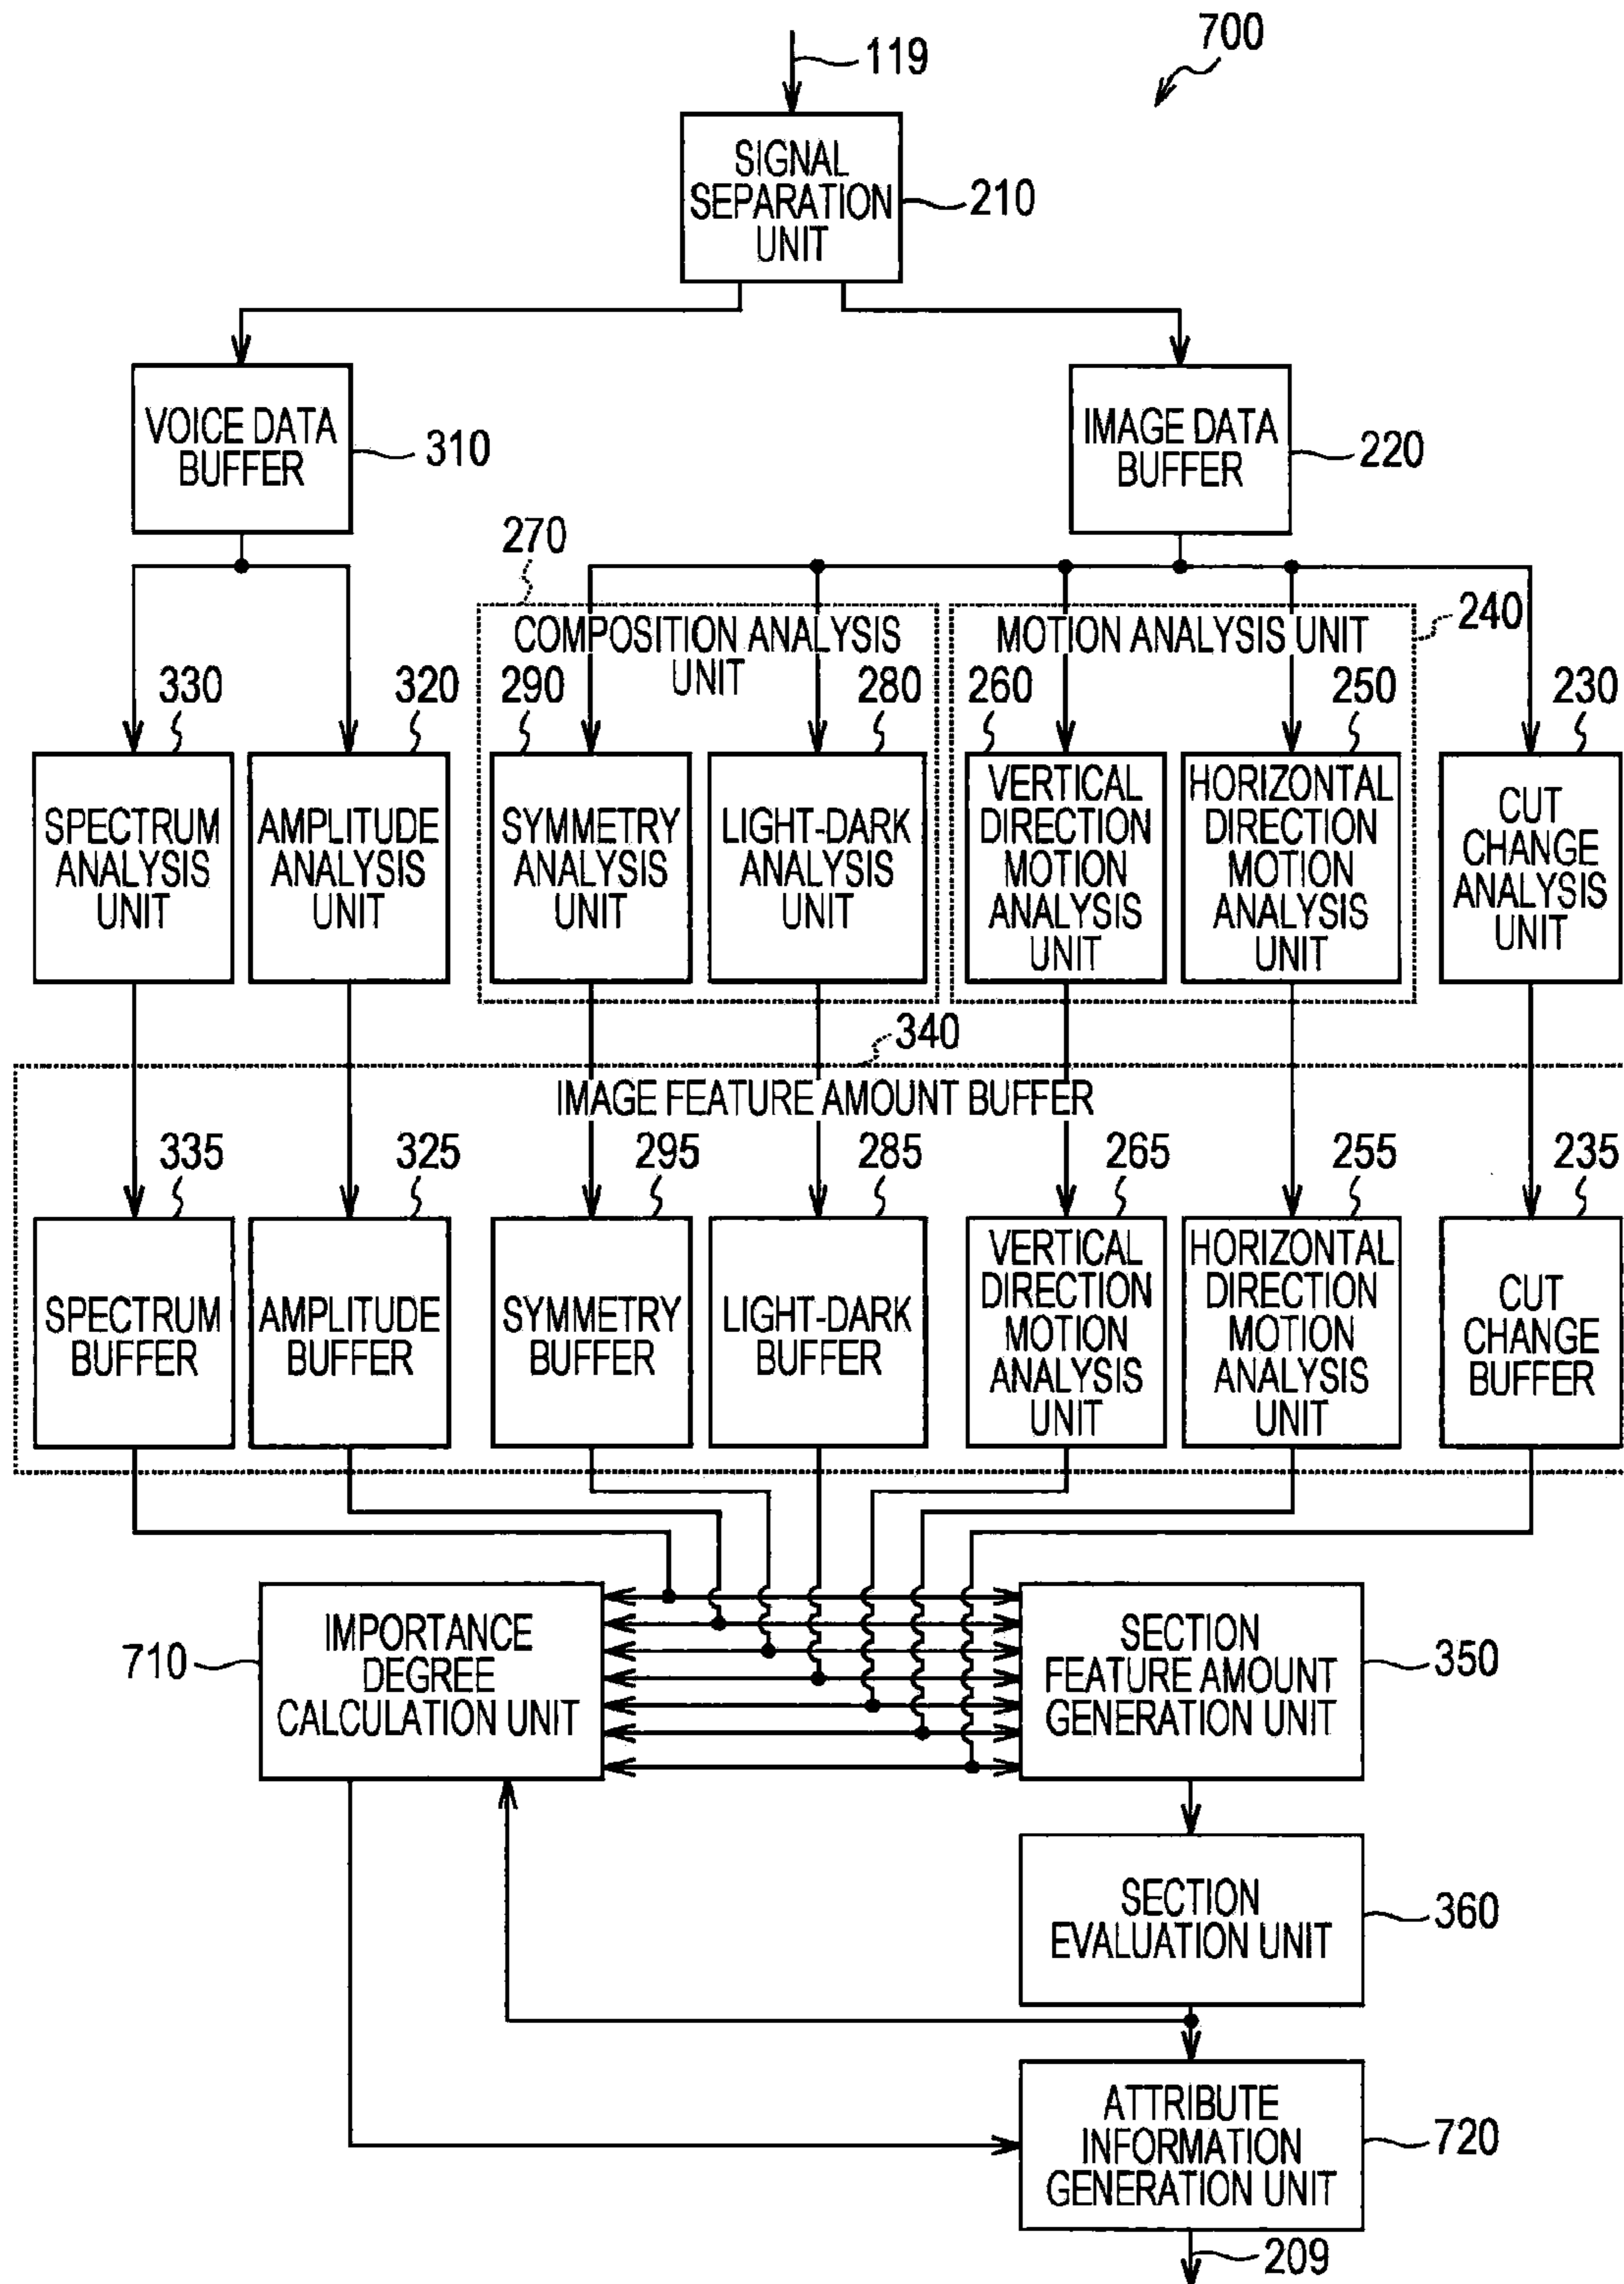 700
119
SIGNAL
SEPARATION
UNIT
210
VOICE DATA
BUFFER
310
IMAGE DATA
BUFFER
220
270
240
COMPOSITION ANALYSIS
UNIT
MOTION ANALYSIS UNIT
330
320
290
280
260
250
230
SPECTRUM
ANALYSIS
UNIT
AMPLITUDE
ANALYSIS
UNIT
SYMMETRY
ANALYSIS
UNIT
LIGHT-DARK
ANALYSIS
UNIT
VERTICAL
DIRECTION
MOTION
ANALYSIS
UNIT
HORIZONTAL
DIRECTION
MOTION
ANALYSIS
UNIT
CUT
CHANGE
ANALYSIS
UNIT
340
IMAGE FEATURE AMOUNT BUFFER
335
325
295
285
265
255
235
SPECTRUM
BUFFER
AMPLITUDE
BUFFER
SYMMETRY
BUFFER
LIGHT-DARK
BUFFER
VERTICAL
DIRECTION
MOTION
ANALYSIS
UNIT
HORIZONTAL
DIRECTION
MOTION
ANALYSIS
UNIT
CUT
CHANGE
BUFFER
710
IMPORTANCE
DEGREE
CALCULATION UNIT
SECTION
FEATURE AMOUNT
GENERATION UNIT
350
SECTION
EVALUATION UNIT
360
ATTRIBUTE
INFORMATION
GENERATION UNIT
720
209